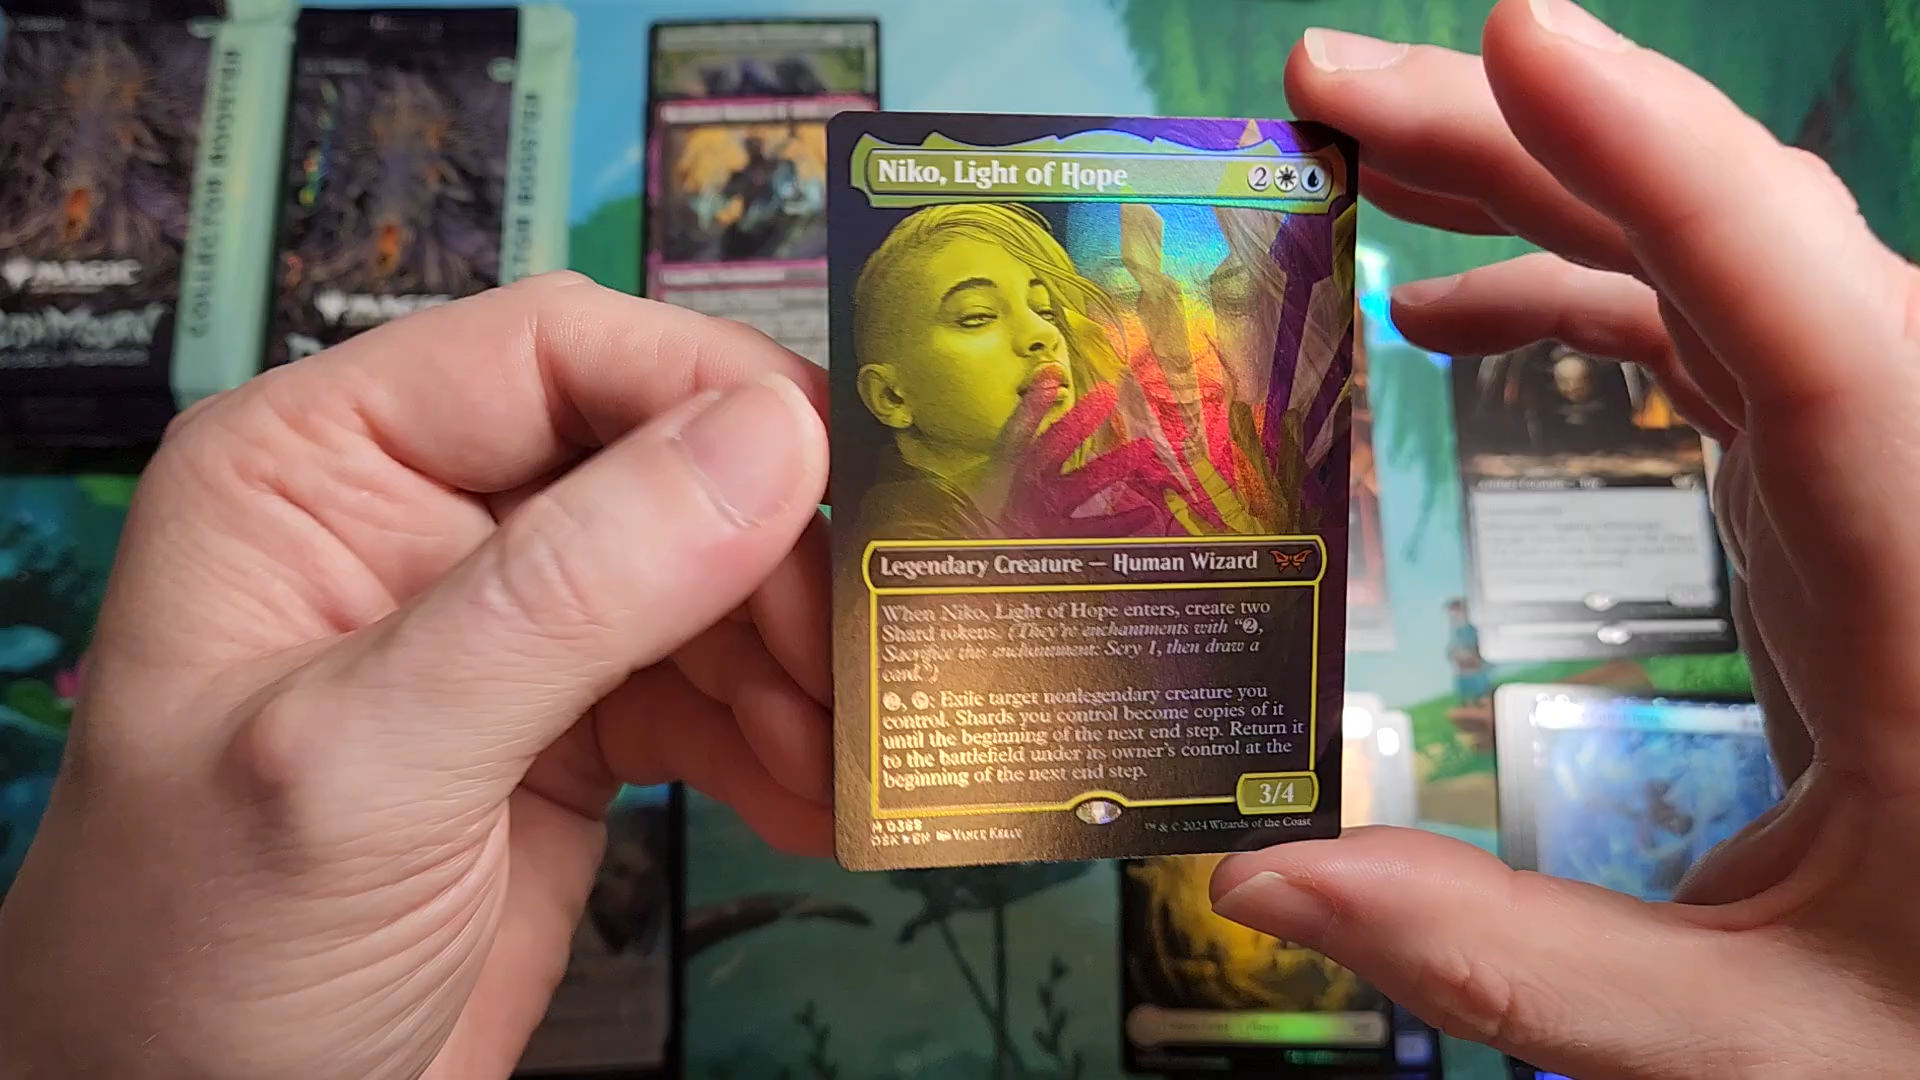 COLLECTOR BOOSTER
MAGIC
MAGIC
Niko, Light of Hope
2
Legendary Creature — Human Wizard
When Niko, Light of Hope enters, create two
Shard tokens. (They're enchantments with “2,
Sacrifice this enchantment: Scry 1, then draw a
card.”)
2, : Exile target nonlegendary creature you
control. Shards you control become copies of it
until the beginning of the next end step. Return it
to the battlefield under its owner's control at the
beginning of the next end step.
3/4
M 0388
DSK ★ EN VANCE KELLY
™ & © 2024 Wizards of the Coast